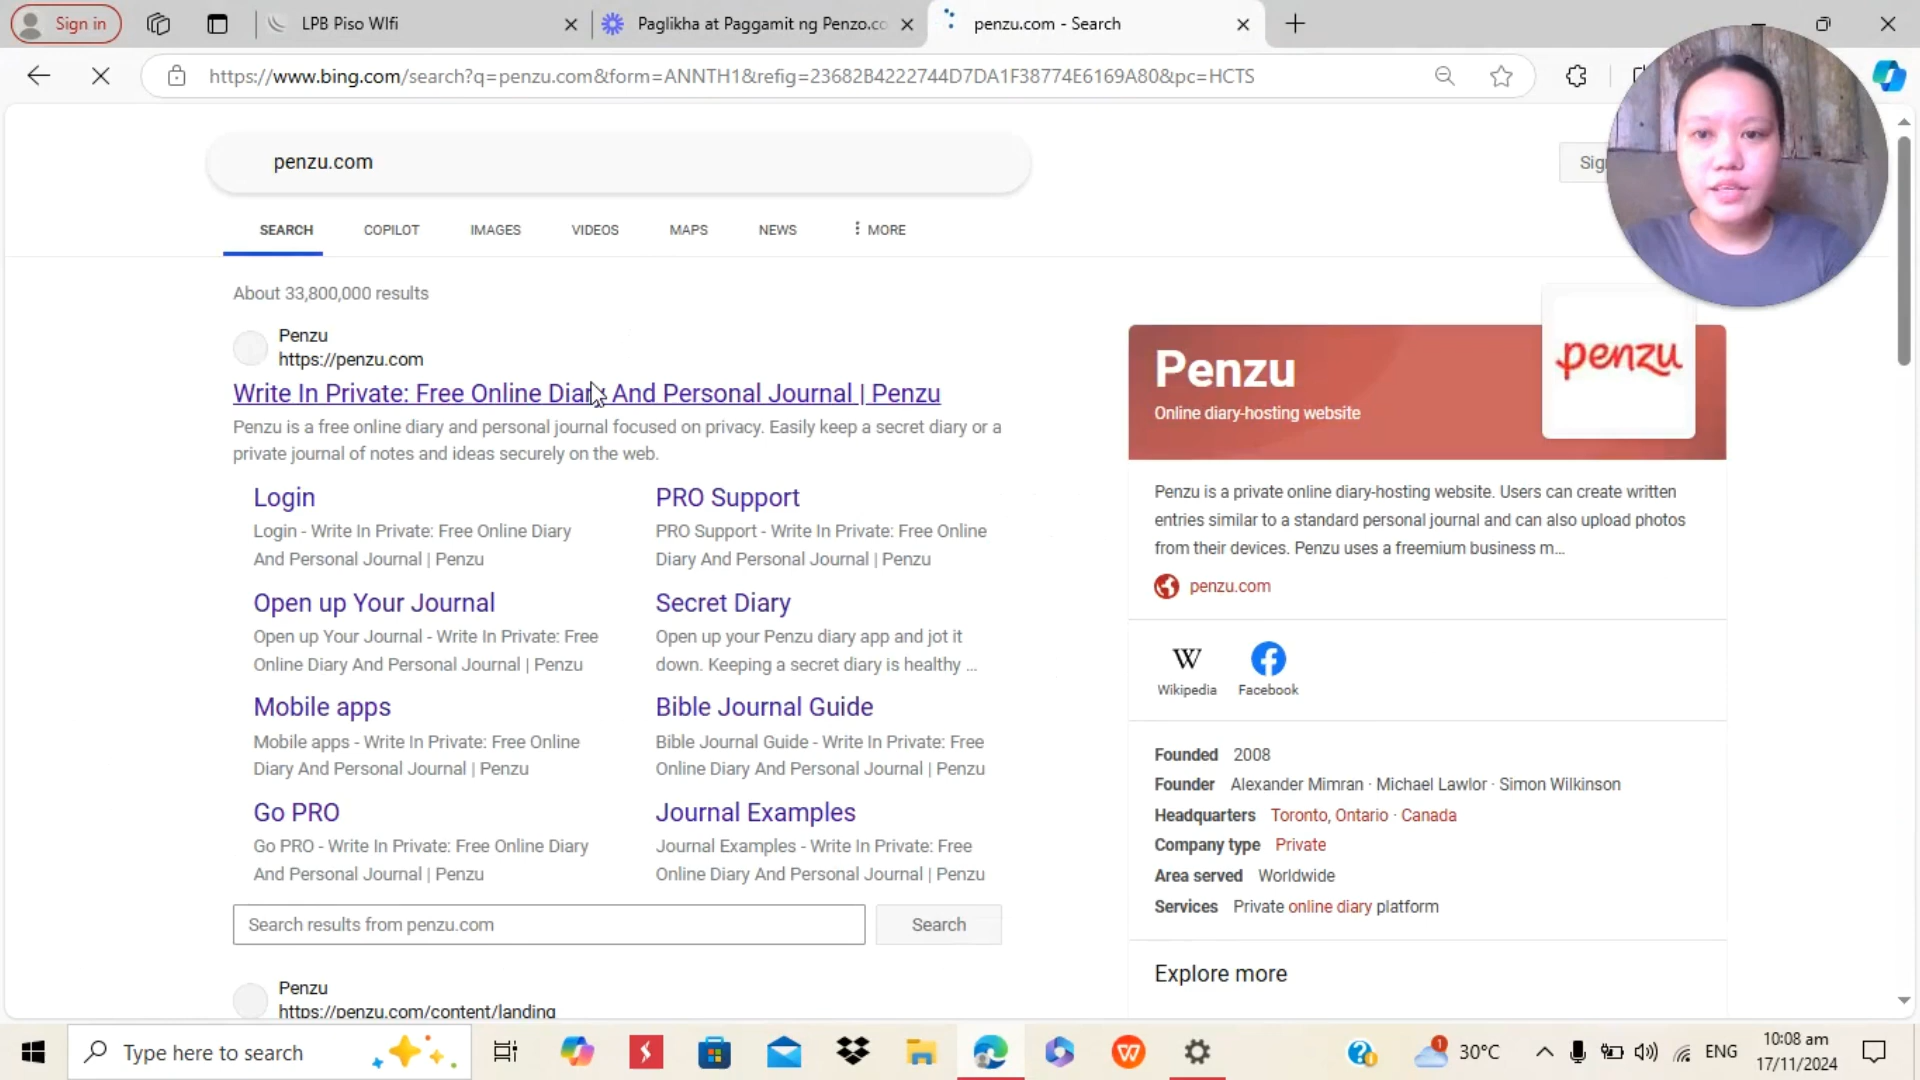 Sign in
LPB Piso WIfi
Paglikha at Paggamit ng Penzo.co
penzu.com - Search
https://www.bing.com/search?q=penzu.com&form=ANNTH1&refig=23682B4222744D7DA1F38774E6169A80&pc=HCTS
penzu.com
Sig
SEARCH
COPILOT
IMAGES
VIDEOS
MAPS
NEWS
MORE
About 33,800,000 results
Penzu
https://penzu.com
Write In Private: Free Online Diary And Personal Journal | Penzu
Penzu is a free online diary and personal journal focused on privacy. Easily keep a secret diary or a
private journal of notes and ideas securely on the web.
Login
Login - Write In Private: Free Online Diary
And Personal Journal | Penzu
PRO Support
PRO Support - Write In Private: Free Online
Diary And Personal Journal | Penzu
Open up Your Journal
Open up Your Journal - Write In Private: Free
Online Diary And Personal Journal | Penzu
Secret Diary
Open up your Penzu diary app and jot it
down. Keeping a secret diary is healthy ...
Mobile apps
Mobile apps - Write In Private: Free Online
Diary And Personal Journal | Penzu
Bible Journal Guide
Bible Journal Guide - Write In Private: Free
Online Diary And Personal Journal | Penzu
Go PRO
Go PRO - Write In Private: Free Online Diary
And Personal Journal | Penzu
Journal Examples
Journal Examples - Write In Private: Free
Online Diary And Personal Journal | Penzu
Search results from penzu.com
Search
Penzu
https://penzu.com/content/landing
Penzu
Online diary-hosting website
penzu
Penzu is a private online diary-hosting website. Users can create written
entries similar to a standard personal journal and can also upload photos
from their devices. Penzu uses a freemium business m...
penzu.com
W
Wikipedia
Facebook
Founded 2008
Founder Alexander Mimran · Michael Lawlor · Simon Wilkinson
Headquarters Toronto, Ontario · Canada
Company type Private
Area served Worldwide
Services Private online diary platform
Explore more
Type here to search
1
30°C
ENG
10:08 am
17/11/2024